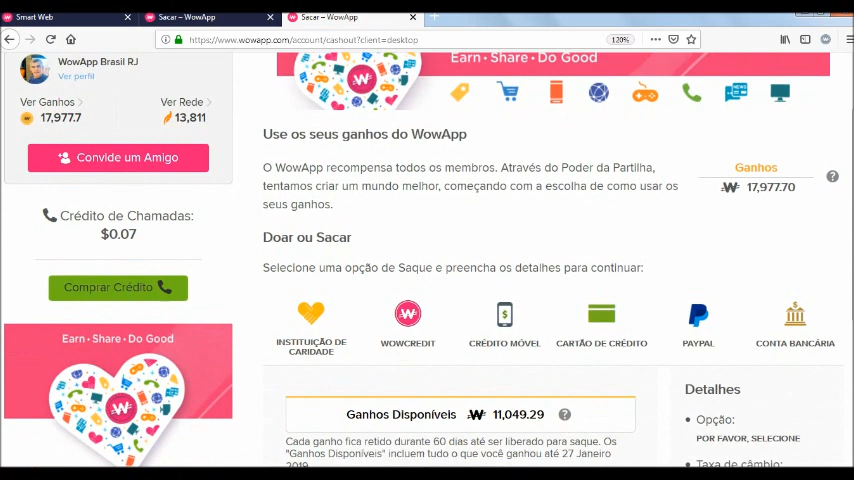 Smart Web
Sacar – WowApp
Sacar – WowApp
https://www.wowapp.com/account/cashout?client=desktop
120%
WowApp Brasil RJ
Ver perfil
Ver Ganhos
Ver Rede
17,977.7
13,811
Convide um Amigo
Crédito de Chamadas:
$0.07
Comprar Crédito
Earn · Share · Do Good
Earn · Share · Do Good
Use os seus ganhos do WowApp
O WowApp recompensa todos os membros. Através do Poder da Partilha,
tentamos criar um mundo melhor, começando com a escolha de como usar os
seus ganhos.
Ganhos
17,977.70
Doar ou Sacar
Selecione uma opção de Saque e preencha os detalhes para continuar:
INSTITUIÇÃO DE
CARIDADE
WOWCREDIT
CRÉDITO MÓVEL
CARTÃO DE CRÉDITO
PAYPAL
CONTA BANCÁRIA
Ganhos Disponíveis 11,049.29
Cada ganho fica retido durante 60 dias até ser liberado para saque. Os
"Ganhos Disponíveis" incluem tudo o que você ganhou até 27 Janeiro
2019
Detalhes
Opção:
POR FAVOR, SELECIONE
Taxa de câmbio: